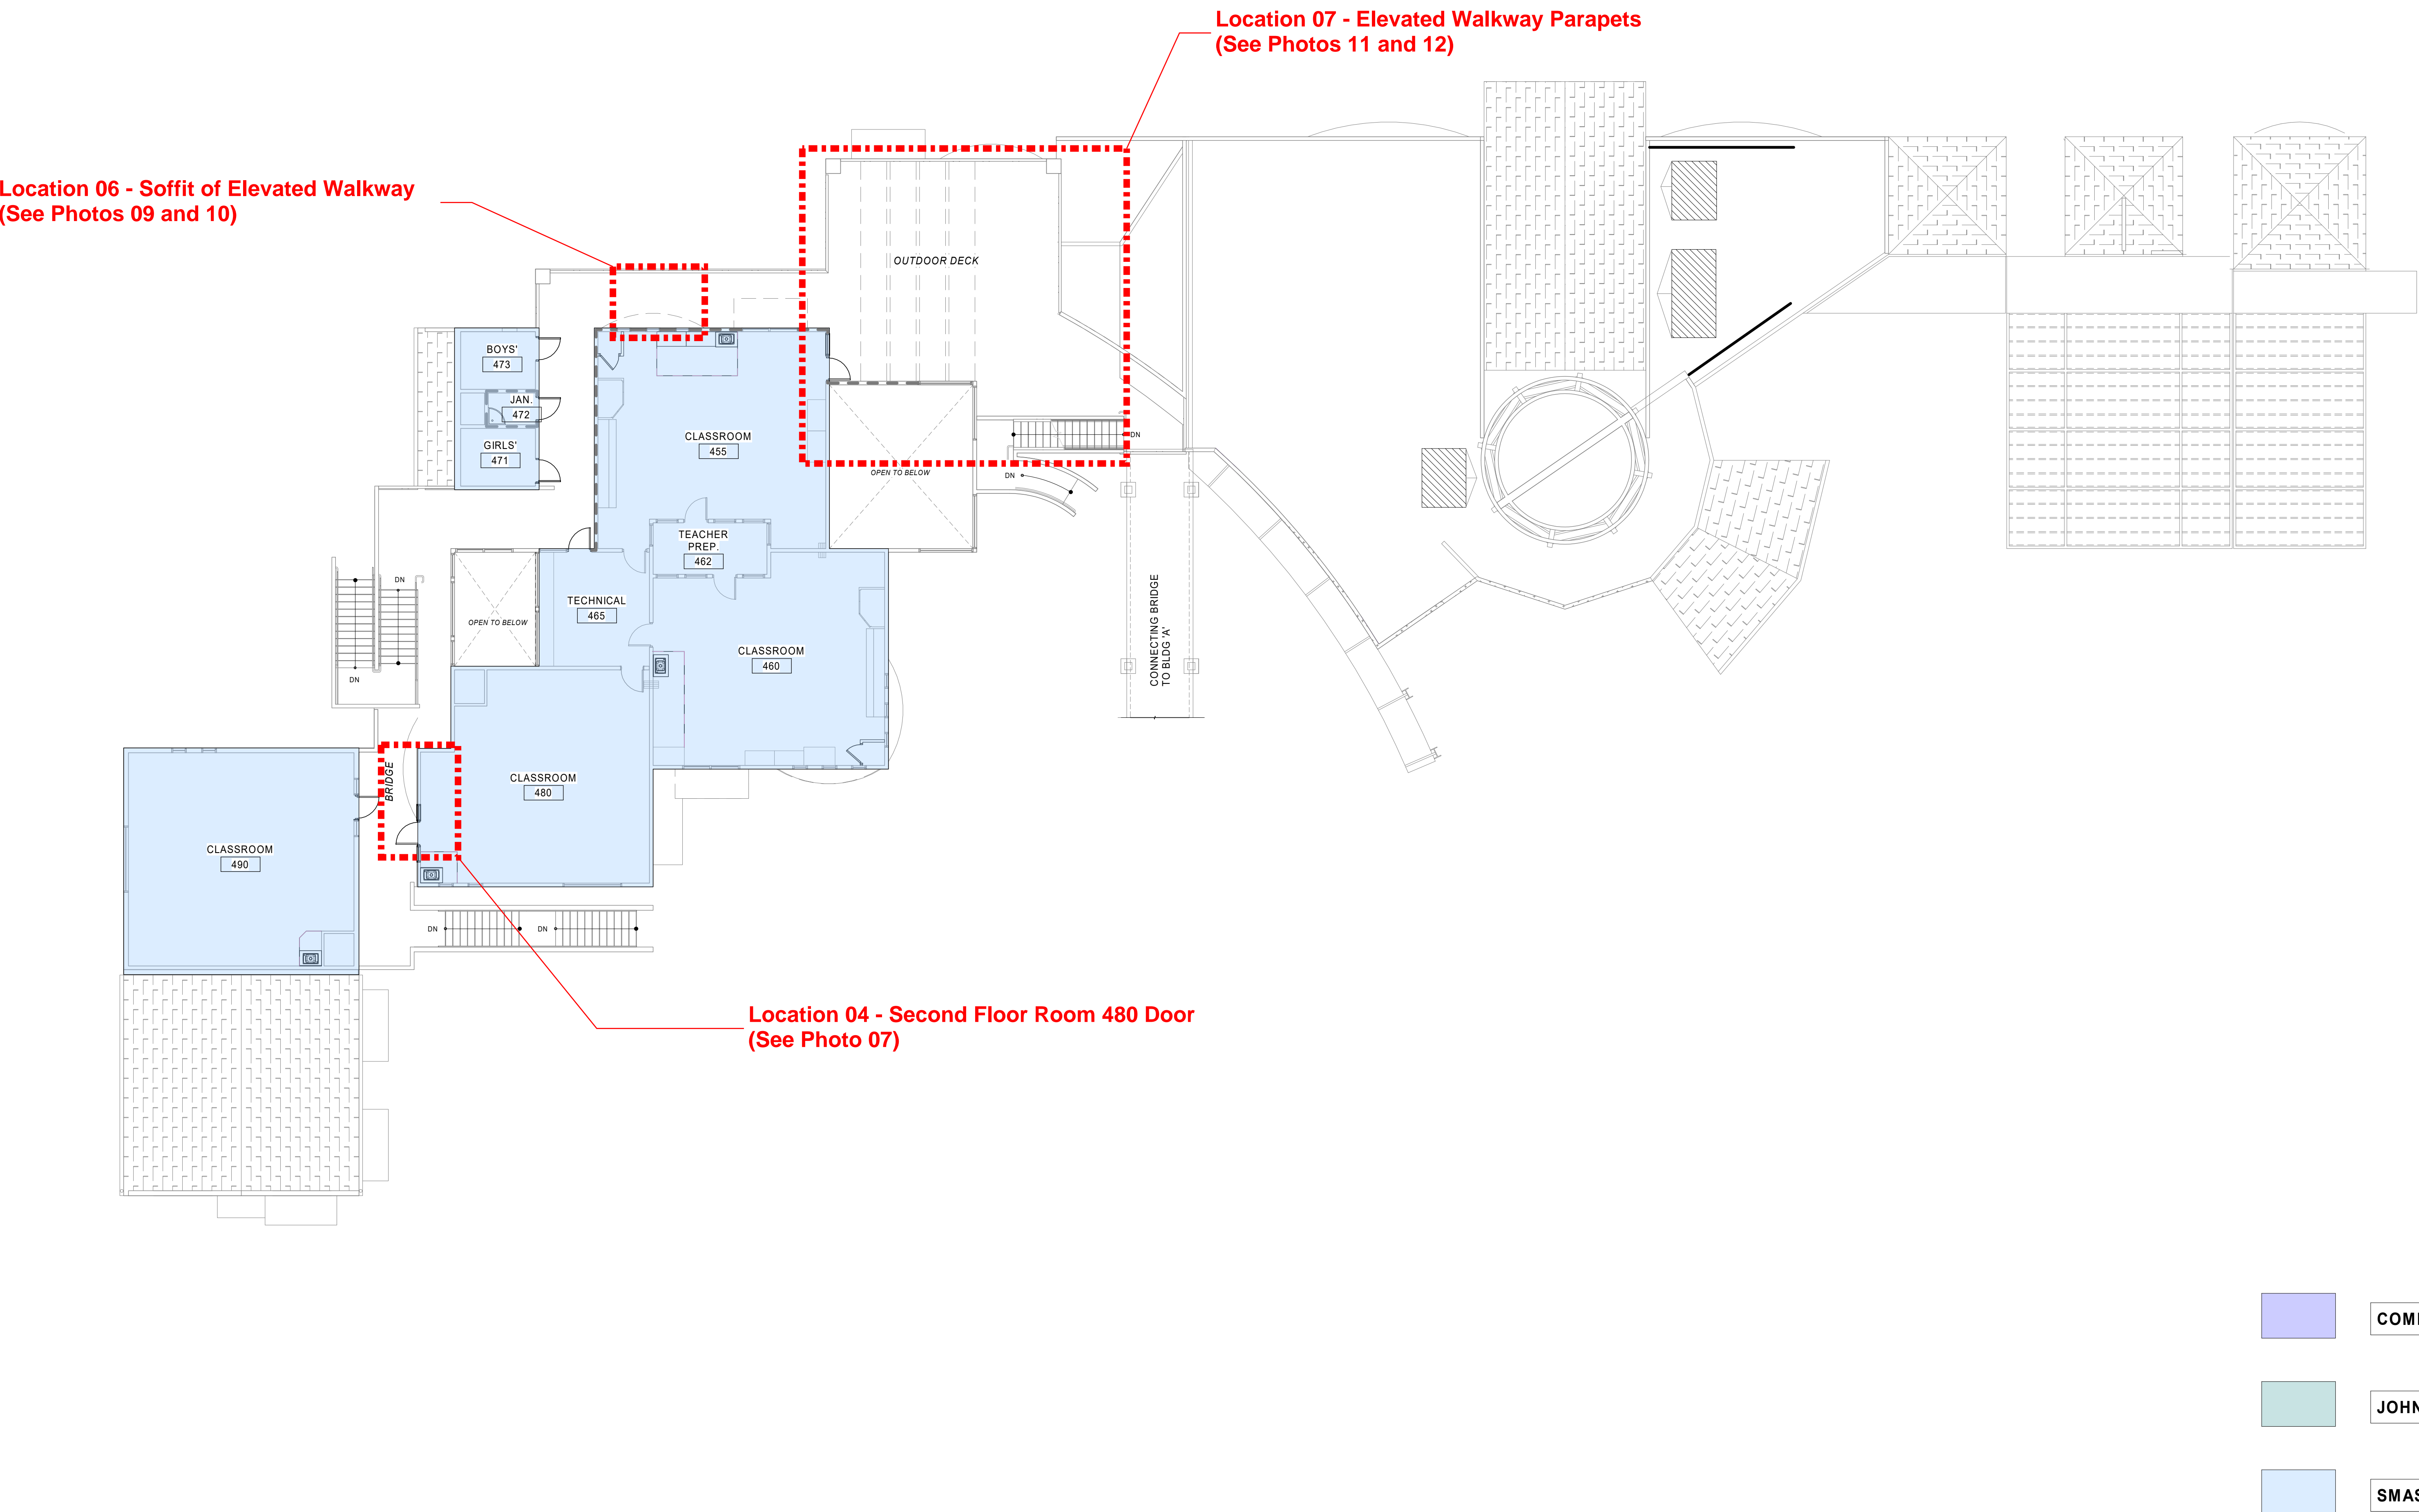 Location 07 - Elevated Walkway Parapets
(See Photos 11 and 12)
Location 06 - Soffit of Elevated Walkway
(See Photos 09 and 10)
OUTDOOR DECK
BOYS'
473
JAN.
472
GIRLS'
471
CLASSROOM
455
DN
OPEN TO BELOW
DN
TEACHER
PREP.
462
DN
TECHNICAL
465
OPEN TO BELOW
CONNECTING BRIDGE
TO BLDG 'A'
CLASSROOM
460
DN
BRIDGE
CLASSROOM
480
CLASSROOM
490
DN
DN
Location 04 - Second Floor Room 480 Door
(See Photo 07)